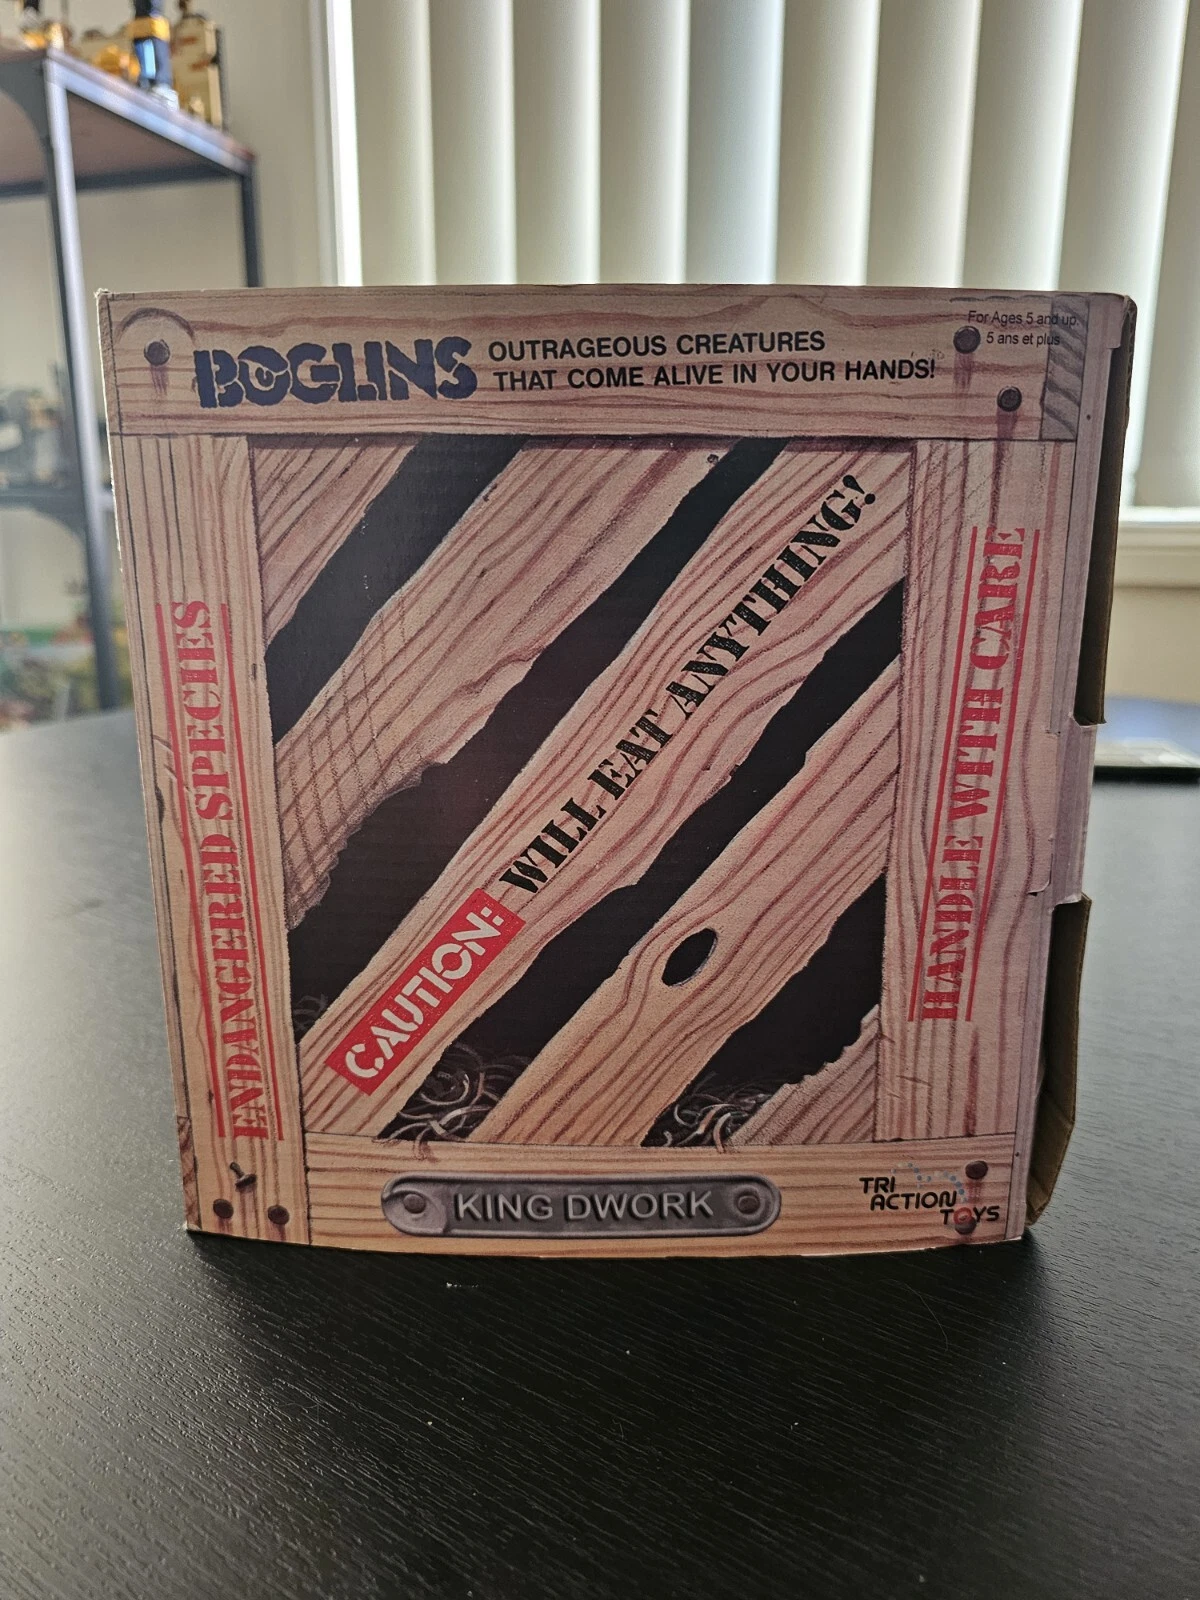 BOGLINS
OUTRAGEOUS CREATURES
THAT COME ALIVE IN YOUR HANDS!
For Ages 5 and up.
5 ans et plus
ENDANGERED SPECIES
CAUTION: WILL EAT ANYTHING!
HANDLE WITH CARE
KING DWORK
TRI
ACTION
TOYS